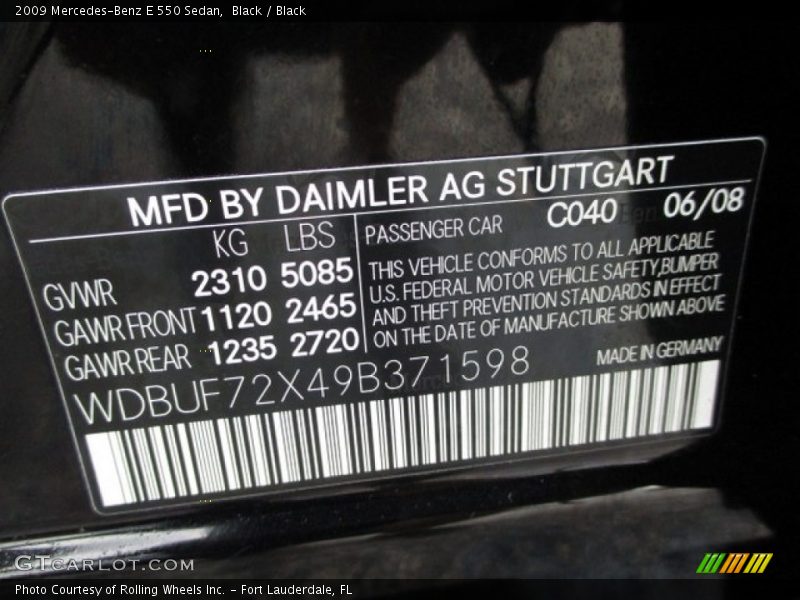 2009 Mercedes-Benz E 550 Sedan,  Black / Black
MFD BY DAIMLER AG STUTTGART
KG LBS PASSENGER CAR C040 06/08
GVWR 2310 5085
GAWR FRONT 1120 2465
GAWR REAR 1235 2720
THIS VEHICLE CONFORMS TO ALL APPLICABLE
U.S. FEDERAL MOTOR VEHICLE SAFETY,BUMPER
AND THEFT PREVENTION STANDARDS IN EFFECT
ON THE DATE OF MANUFACTURE SHOWN ABOVE
WDBUF72X49B371598
MADE IN GERMANY
GTCARLOT.COM
Photo Courtesy of Rolling Wheels Inc. – Fort Lauderdale, FL